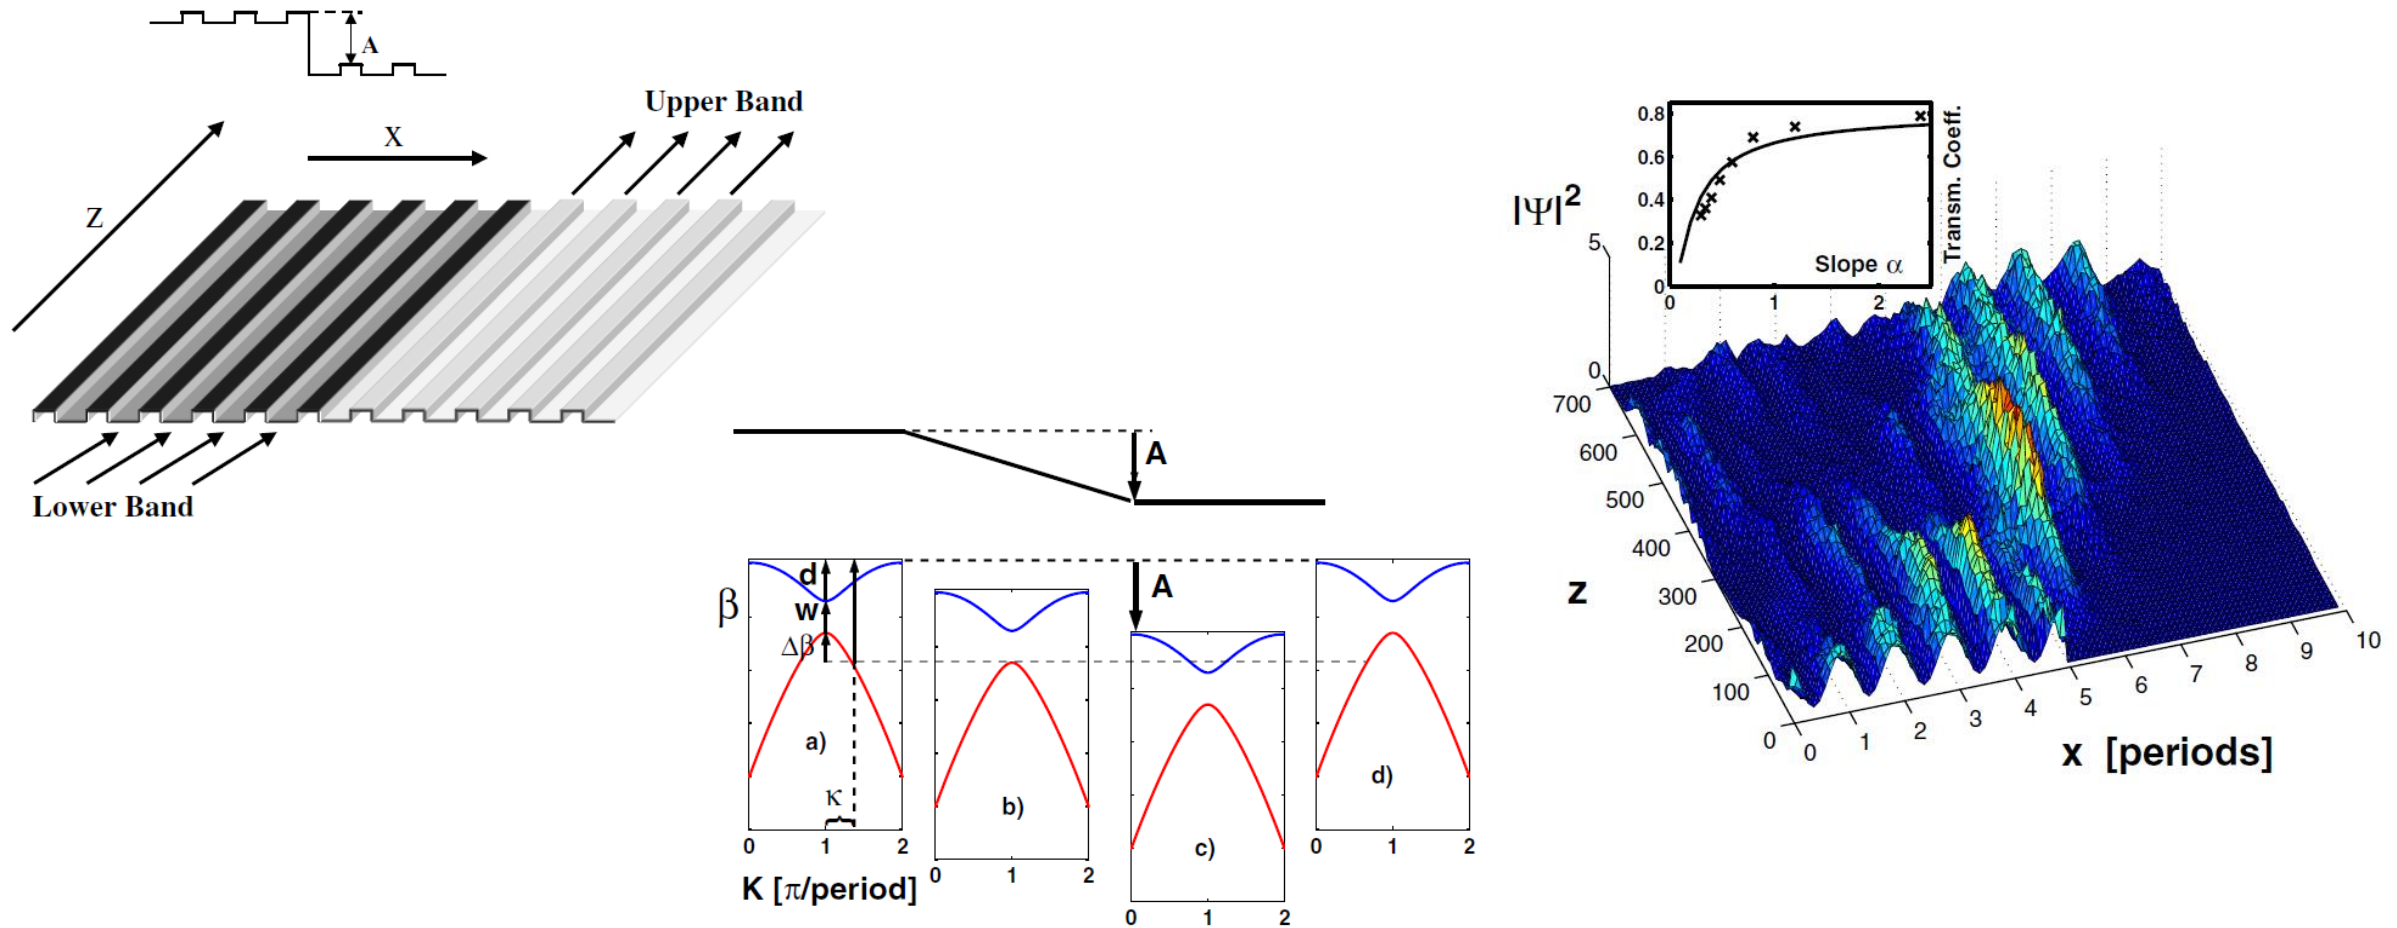 A
X
Z
Upper Band
Lower Band
A
A
β
d
w
Δβ
κ
a)
b)
c)
d)
0 1 2
0 1 2
0 1 2
0 1 2
K [π/period]
|Ψ|²
5
0
0.8
0.6
0.4
0.2
0
0 1 2
Slope α
Transm. Coeff.
700
600
500
400
300
200
100
0
z
0 1 2 3 4 5 6 7 8 9 10
x [periods]